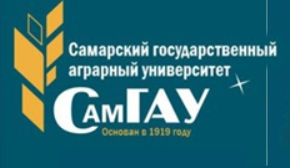 Самарский государственный
аграрный университет
СамГАУ
Основан в 1919 году